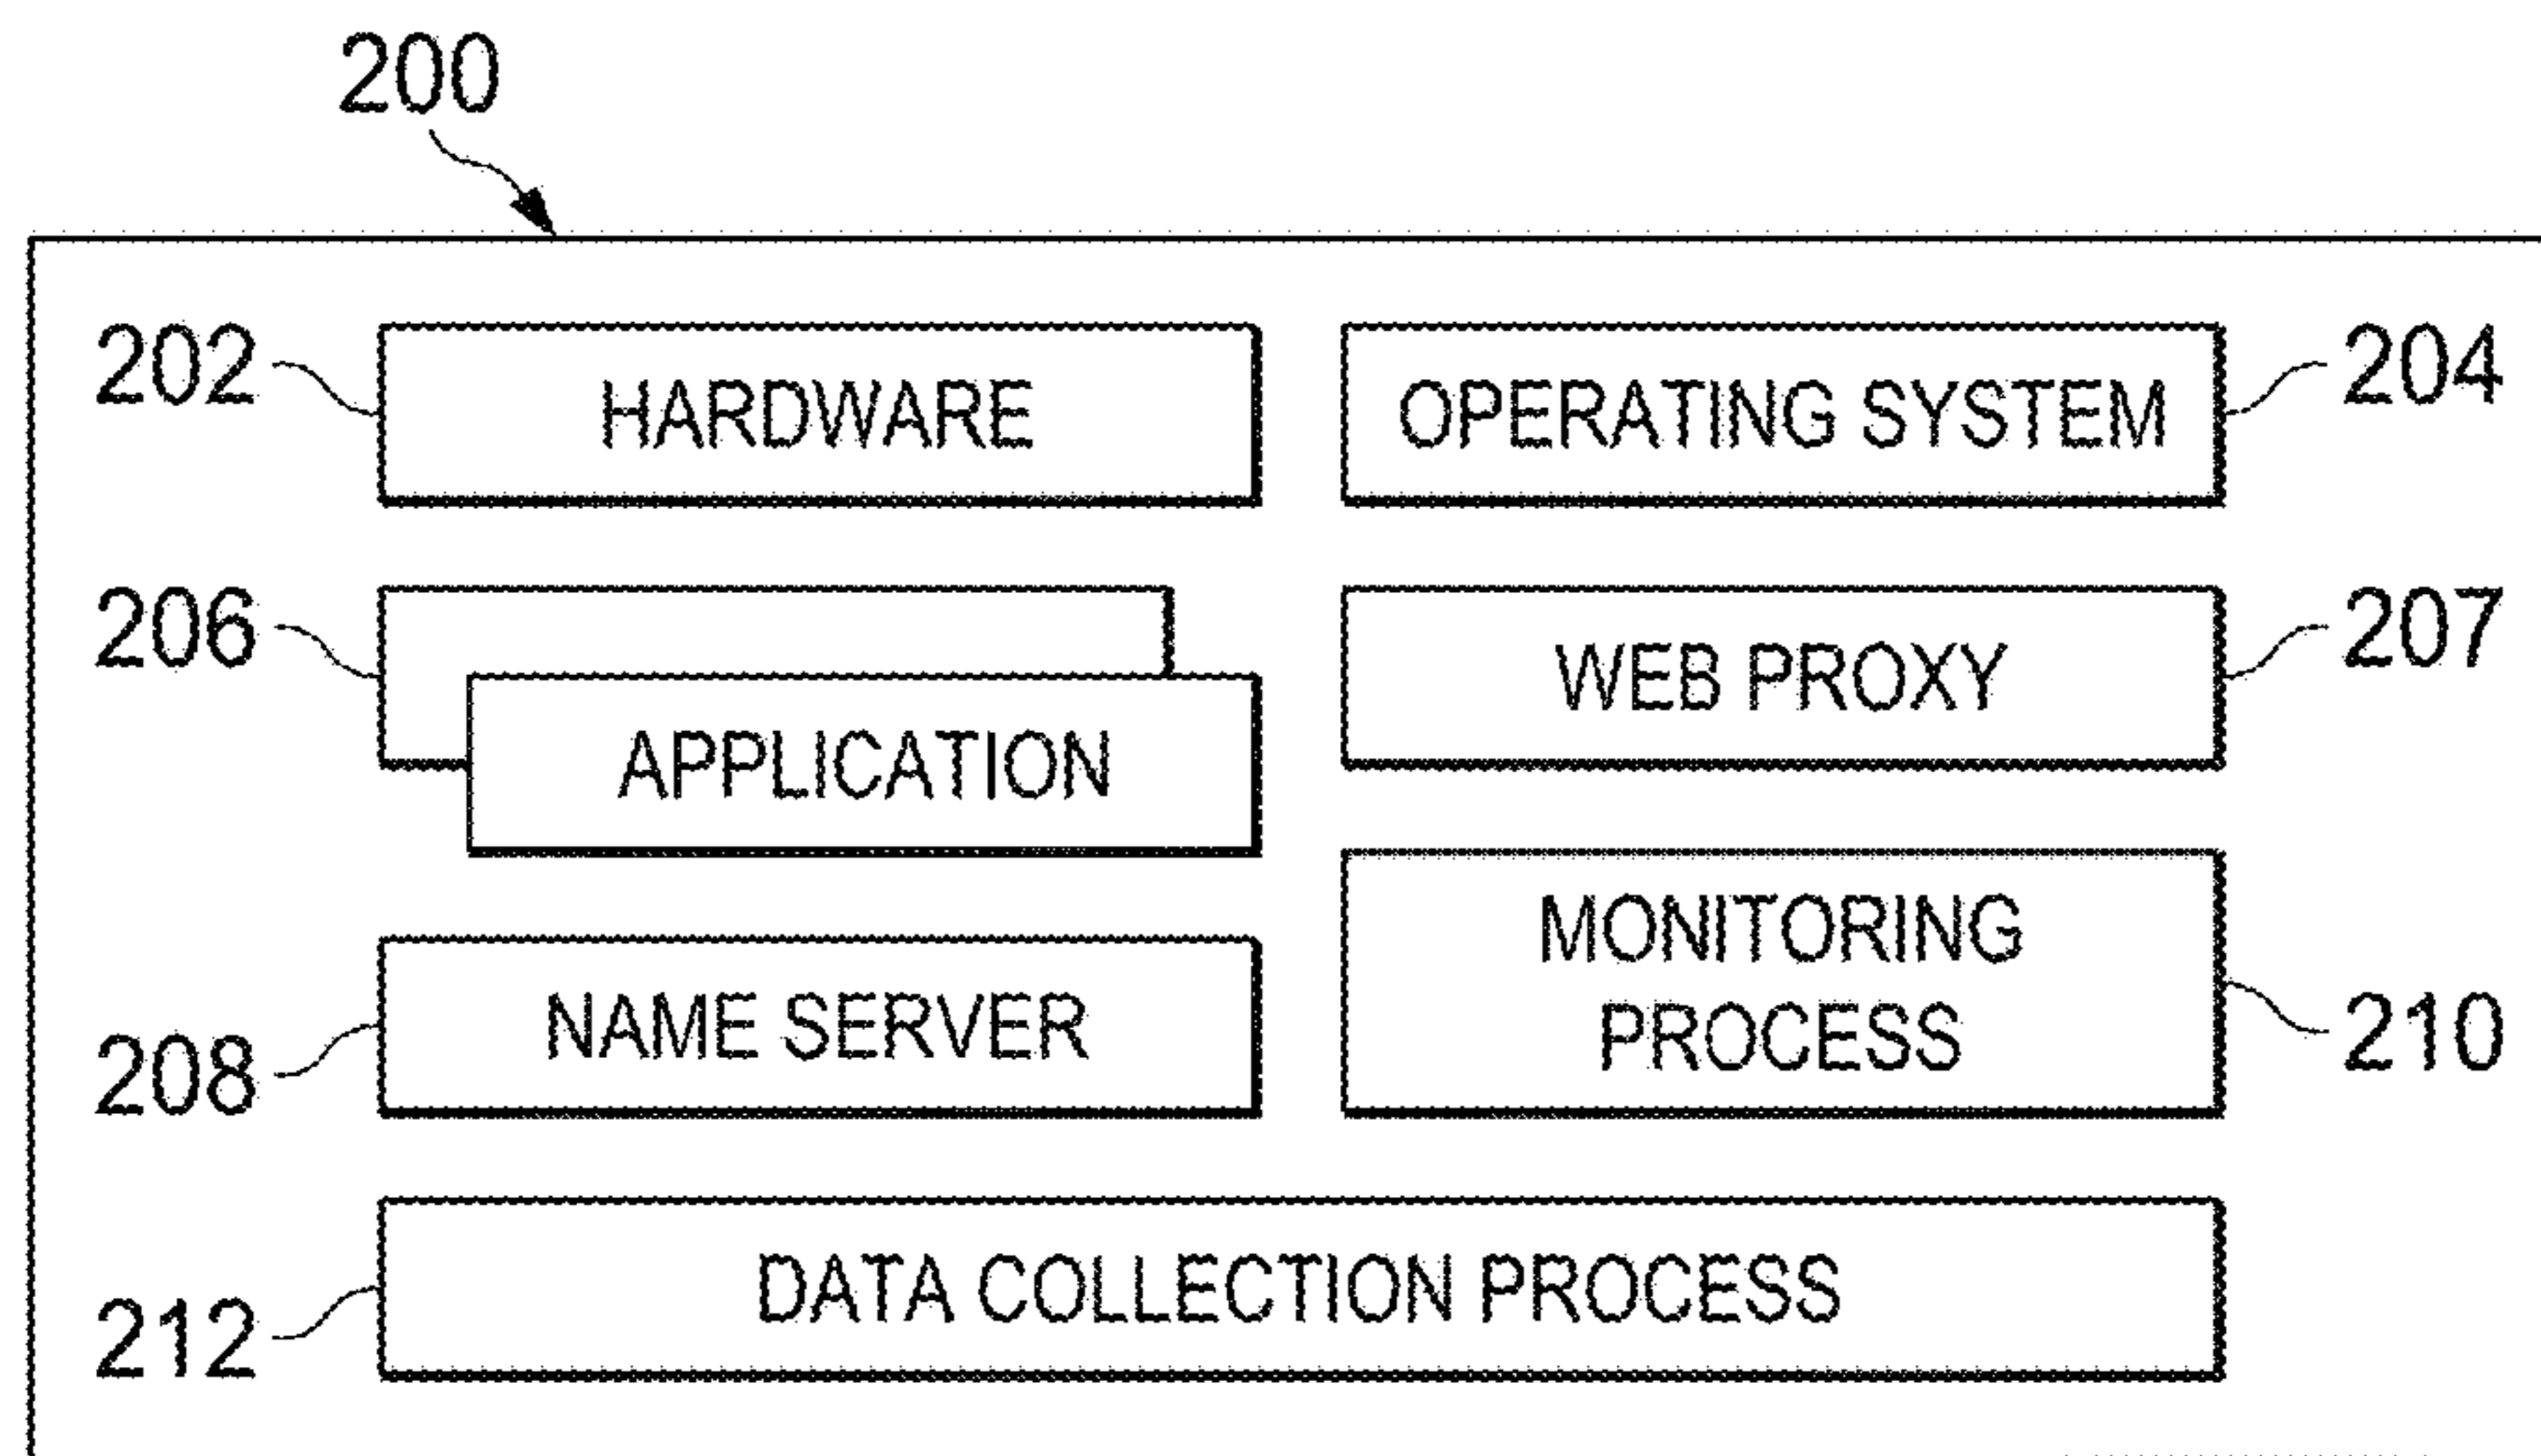 200
202 HARDWARE OPERATING SYSTEM 204
206 APPLICATION WEB PROXY 207
208 NAME SERVER MONITORING
PROCESS 210
212 DATA COLLECTION PROCESS